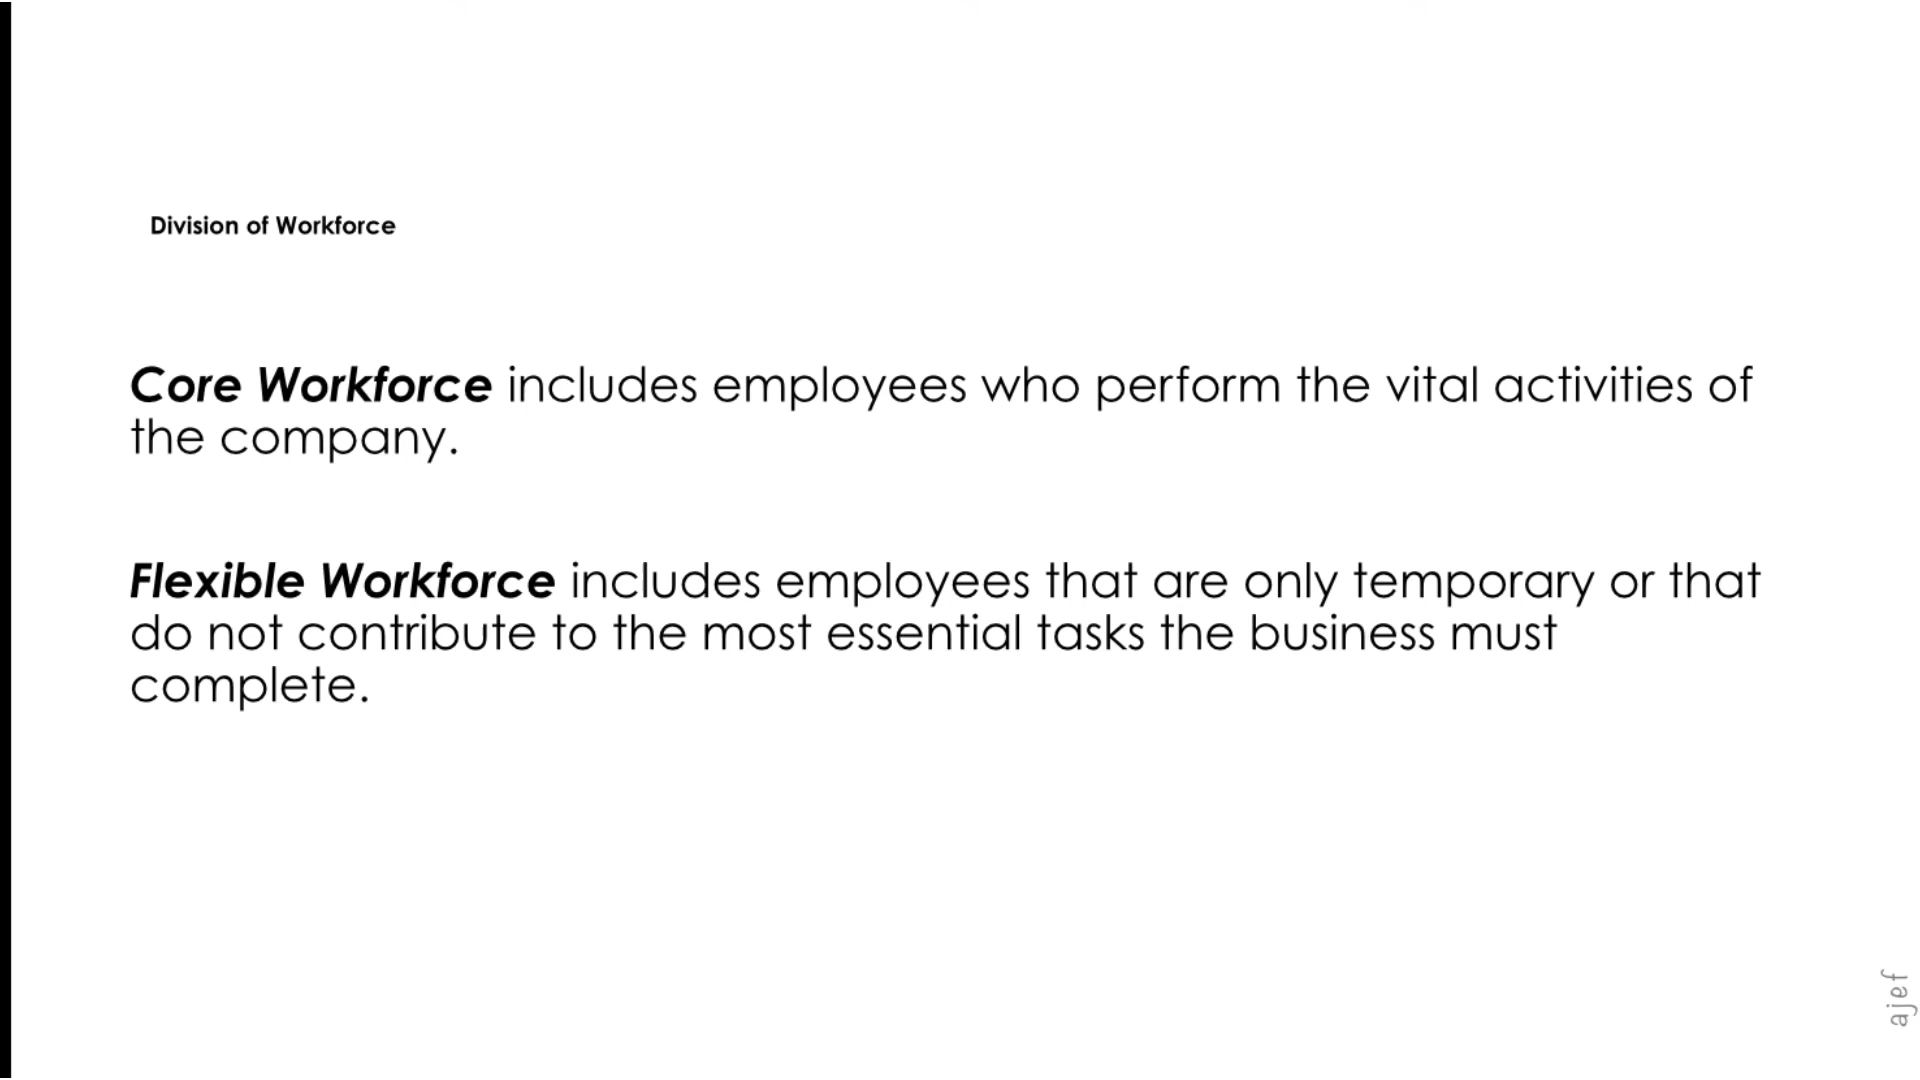 Division of Workforce
Core Workforce includes employees who perform the vital activities of
the company.
Flexible Workforce includes employees that are only temporary or that
do not contribute to the most essential tasks the business must
complete.
ajef